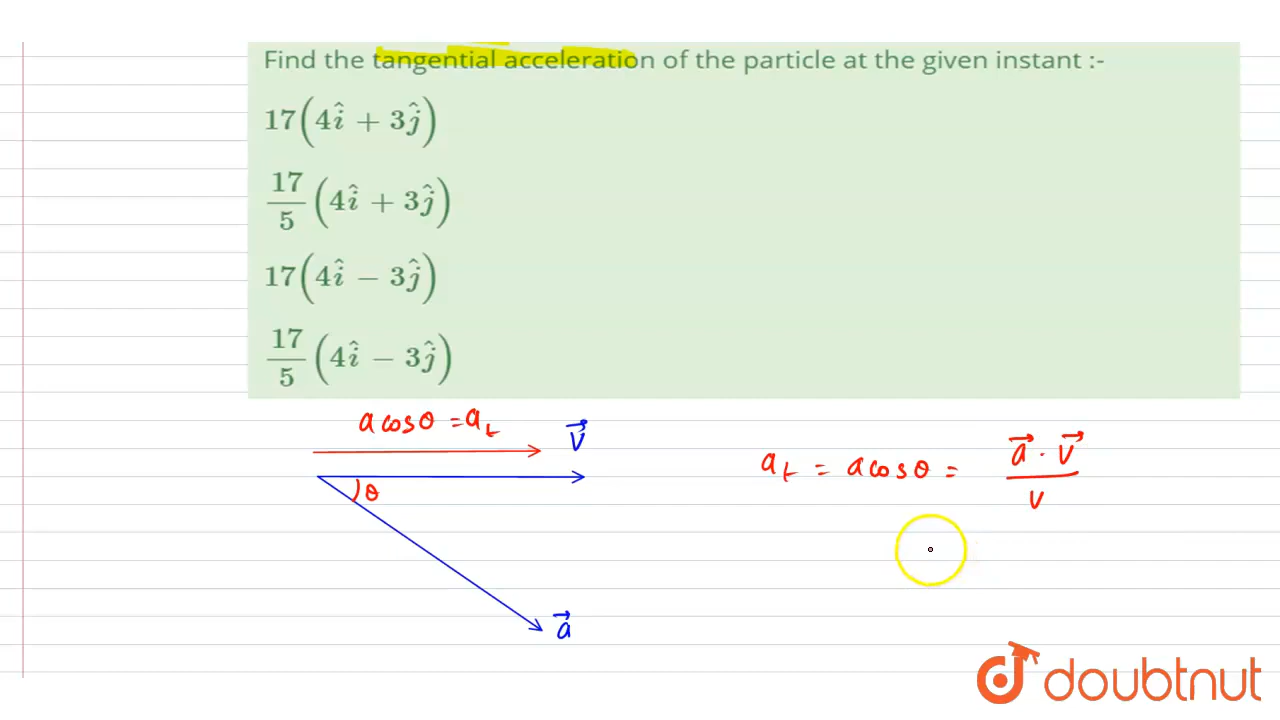 Find the tangential acceleration of the particle at the given instant :-
17(4î + 3ĵ)
17/5 (4î + 3ĵ)
17(4î − 3ĵ)
17/5 (4î − 3ĵ)
a cos θ = a_t
v⃗
θ
a⃗
a_t = a cos θ = a⃗ · v⃗ / v
doubtnut